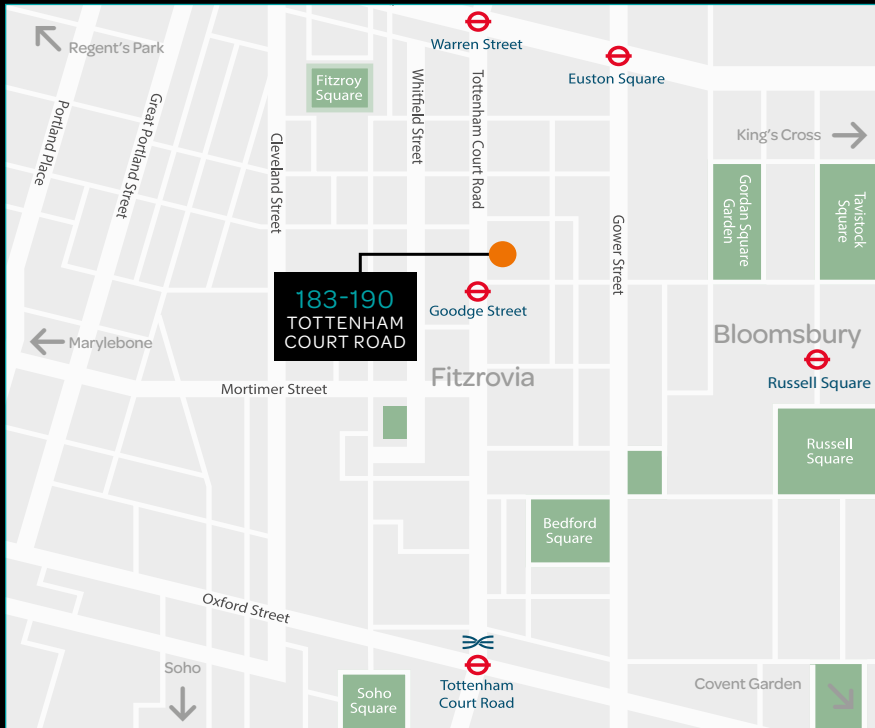 Warren Street
Regent's Park
Euston Square
Fitzroy
Square
Whitfield Street
Tottenham Court Road
Portland Place
Great Portland Street
Cleveland Street
King's Cross
Gordan Square
Garden
Tavistock
Square
Gower Street
183-190
TOTTENHAM
COURT ROAD
Goodge Street
Bloomsbury
Marylebone
Russell Square
Fitzrovia
Mortimer Street
Russell
Square
Bedford
Square
Oxford Street
Soho
Tottenham
Court Road
Soho
Square
Covent Garden